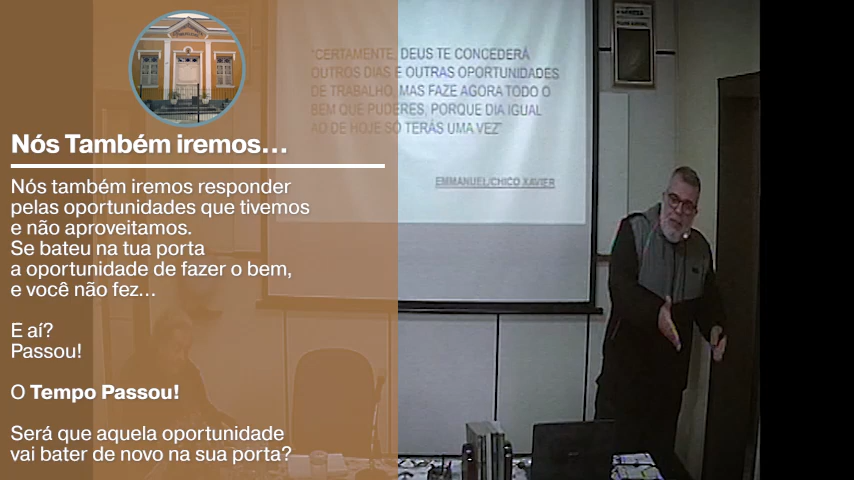 Nós Também iremos...
Nós também iremos responder
pelas oportunidades que tivemos
e não aproveitamos.
Se bateu na tua porta
a oportunidade de fazer o bem,
e você não fez...
E aí?
Passou!
O Tempo Passou!
Será que aquela oportunidade
vai bater de novo na sua porta?
"CERTAMENTE, DEUS TE CONCEDERÁ
OUTROS DIAS E OUTRAS OPORTUNIDADES
DE TRABALHO, MAS FAZE AGORA TODO O
BEM QUE PUDERES, PORQUE DIA IGUAL
AO DE HOJE SÓ TERÁS UMA VEZ"
EMMANUEL/CHICO XAVIER